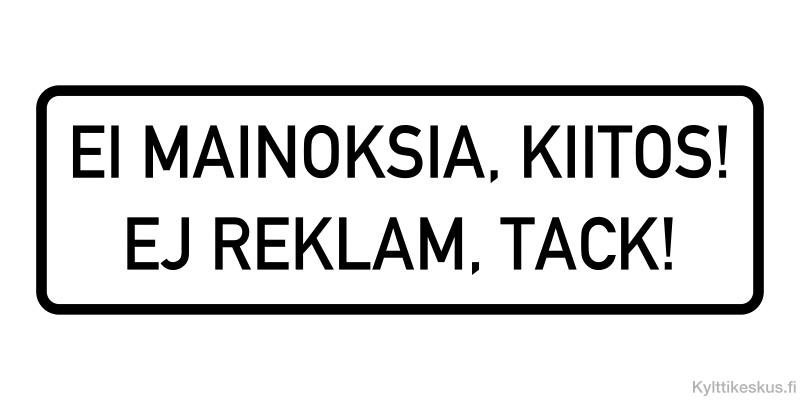 EI MAINOKSIA, KIITOS!
EJ REKLAM, TACK!
Kylttikeskus.fi